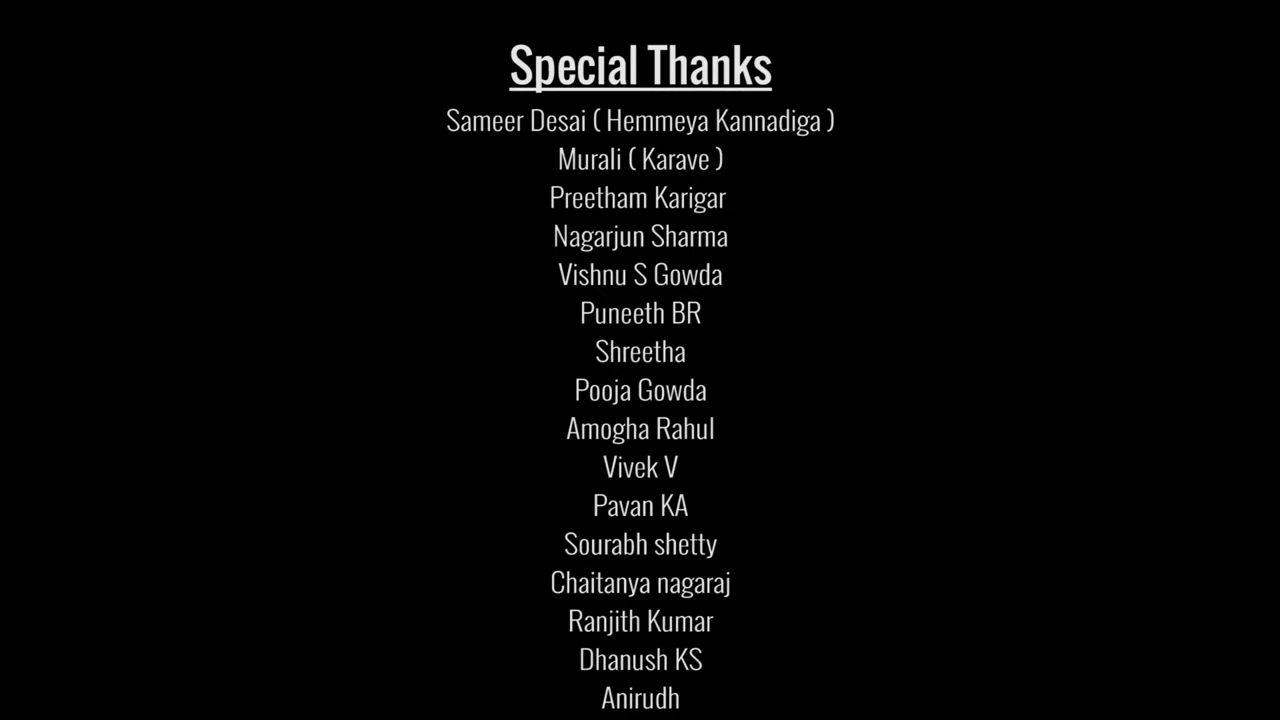 Special Thanks
Sameer Desai ( Hemmeya Kannadiga )
Murali ( Karave )
Preetham Karigar
Nagarjun Sharma
Vishnu S Gowda
Puneeth BR
Shreetha
Pooja Gowda
Amogha Rahul
Vivek V
Pavan KA
Sourabh shetty
Chaitanya nagaraj
Ranjith Kumar
Dhanush KS
Anirudh